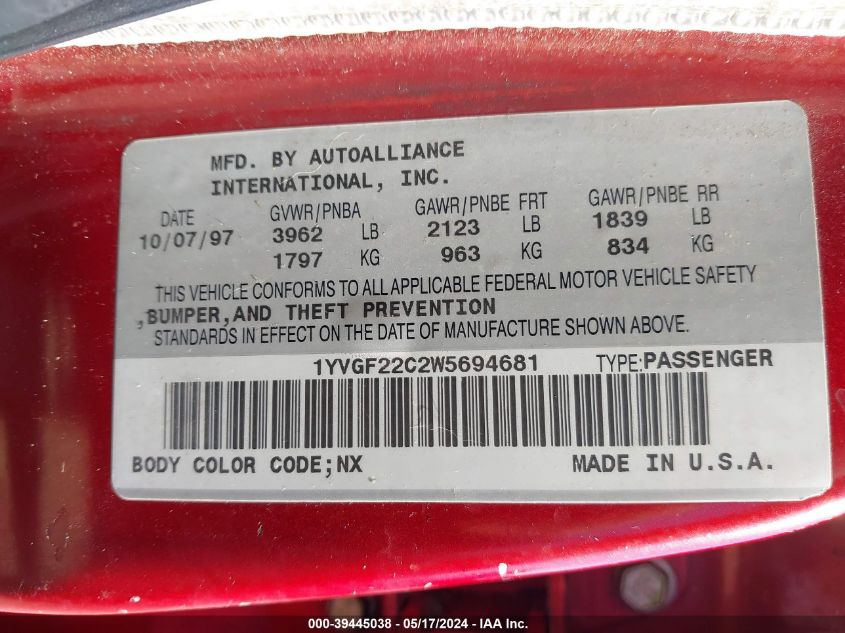 MFD. BY AUTOALLIANCE
INTERNATIONAL, INC.
DATE GVWR/PNBA GAWR/PNBE FRT GAWR/PNBE RR
10/07/97 3962 LB 2123 LB 1839 LB
1797 KG 963 KG 834 KG
THIS VEHICLE CONFORMS TO ALL APPLICABLE FEDERAL MOTOR VEHICLE SAFETY
,BUMPER,AND THEFT PREVENTION
STANDARDS IN EFFECT ON THE DATE OF MANUFACTURE SHOWN ABOVE.
1YVGF22C2W5694681 TYPE:PASSENGER
BODY COLOR CODE;NX MADE IN U.S.A.
000-39445038 - 05/17/2024 - IAA Inc.